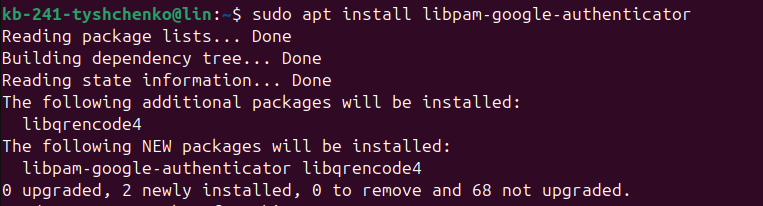 kb-241-tyshchenko@lin:~$ sudo apt install libpam-google-authenticator
Reading package lists... Done
Building dependency tree... Done
Reading state information... Done
The following additional packages will be installed:
  libqrencode4
The following NEW packages will be installed:
  libpam-google-authenticator libqrencode4
0 upgraded, 2 newly installed, 0 to remove and 68 not upgraded.